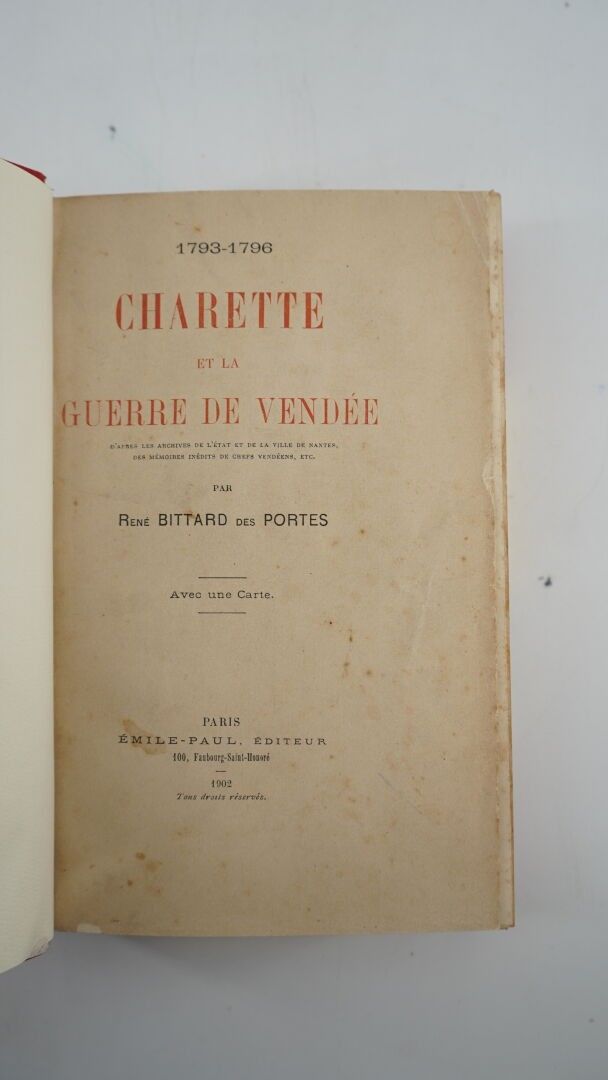 1793-1796
CHARETTE
ET LA
GUERRE DE VENDÉE
D'APRÈS LES ARCHIVES DE L'ÉTAT ET DE LA VILLE DE NANTES,
DES MÉMOIRES INÉDITS DE CHEFS VENDÉENS, ETC.
PAR
RENÉ BITTARD DES PORTES
Avec une Carte.
PARIS
ÉMILE-PAUL, ÉDITEUR
100, Faubourg-Saint-Honoré
1902
Tous droits réservés.